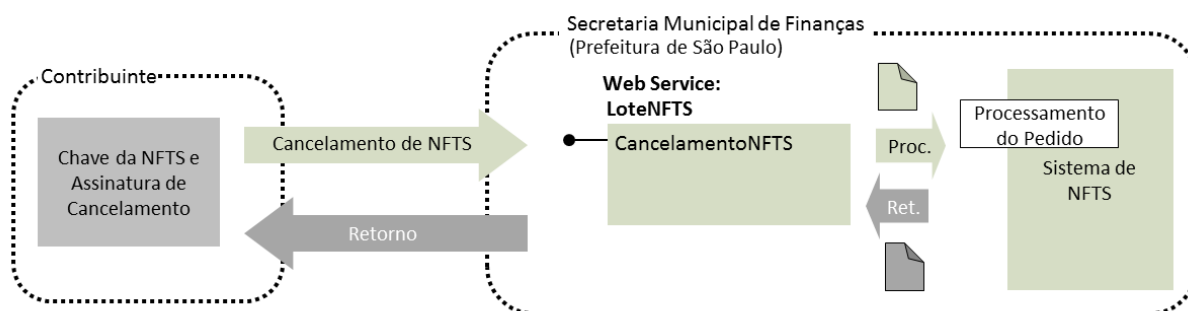 Secretaria Municipal de Finanças
(Prefeitura de São Paulo)
Contribuinte
Chave da NFTS e
Assinatura de
Cancelamento
Cancelamento de NFTS
Retorno
Web Service:
LoteNFTS
CancelamentoNFTS
Proc.
Ret.
Processamento
do Pedido
Sistema de
NFTS